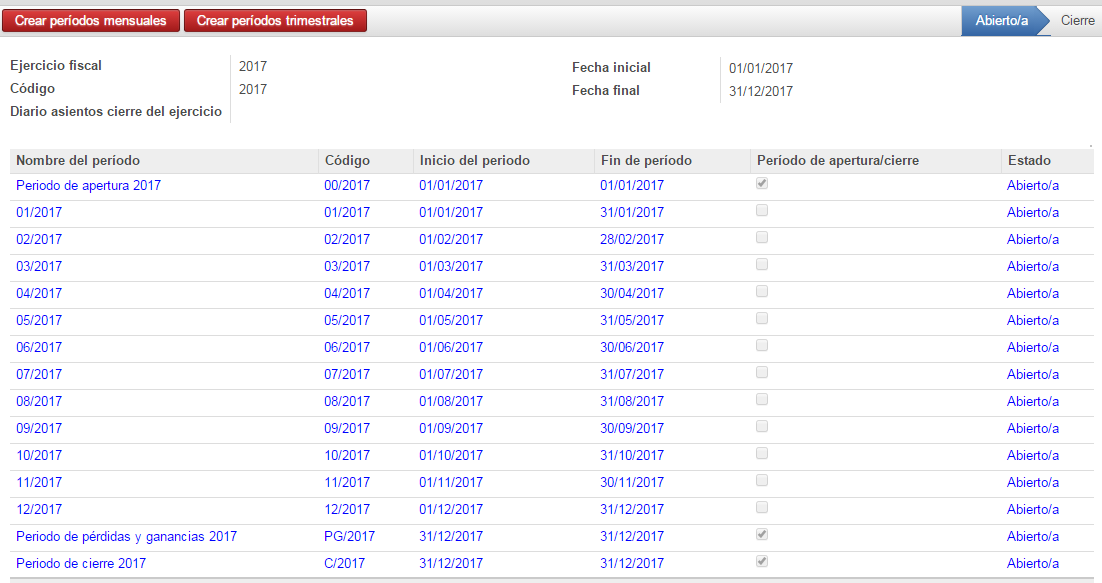 Crear períodos mensuales Crear períodos trimestrales Abierto/a Cierre
Ejercicio fiscal 2017 Fecha inicial 01/01/2017
Código 2017 Fecha final 31/12/2017
Diario asientos cierre del ejercicio
Nombre del período Código Inicio del periodo Fin de período Período de apertura/cierre Estado
Periodo de apertura 2017 00/2017 01/01/2017 01/01/2017 Abierto/a
01/2017 01/2017 01/01/2017 31/01/2017 Abierto/a
02/2017 02/2017 01/02/2017 28/02/2017 Abierto/a
03/2017 03/2017 01/03/2017 31/03/2017 Abierto/a
04/2017 04/2017 01/04/2017 30/04/2017 Abierto/a
05/2017 05/2017 01/05/2017 31/05/2017 Abierto/a
06/2017 06/2017 01/06/2017 30/06/2017 Abierto/a
07/2017 07/2017 01/07/2017 31/07/2017 Abierto/a
08/2017 08/2017 01/08/2017 31/08/2017 Abierto/a
09/2017 09/2017 01/09/2017 30/09/2017 Abierto/a
10/2017 10/2017 01/10/2017 31/10/2017 Abierto/a
11/2017 11/2017 01/11/2017 30/11/2017 Abierto/a
12/2017 12/2017 01/12/2017 31/12/2017 Abierto/a
Periodo de pérdidas y ganancias 2017 PG/2017 31/12/2017 31/12/2017 Abierto/a
Periodo de cierre 2017 C/2017 31/12/2017 31/12/2017 Abierto/a